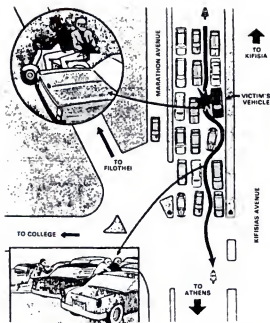 MARATHON AVENUE
TO
KIFISIA
VICTIM'S
VEHICLE
TO
FILOTHEI
KIFISIAS AVENUE
TO COLLEGE
TO
ATHENS